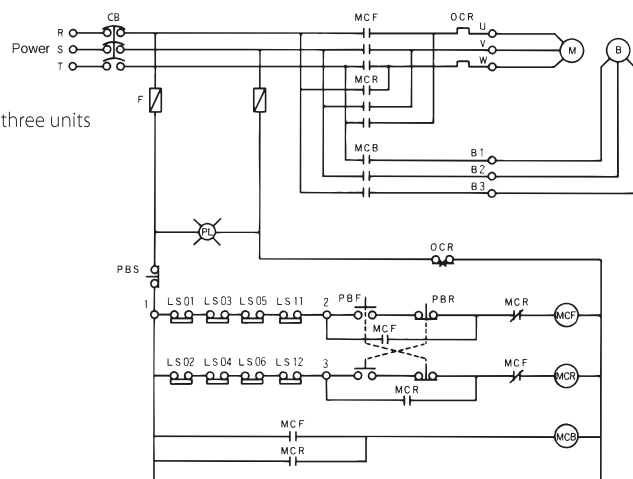 CB MCF OCR
R U
Power S V M B
T W
MCR
F
three units
MCB B1
B2
B3
PL
OCR
PBS
1 LS01 LS03 LS05 LS11 2 PBF PBR MCR MCF
MCF
LS02 LS04 LS06 LS12 3 MCF MCR
MCR
MCF MCB
MCR